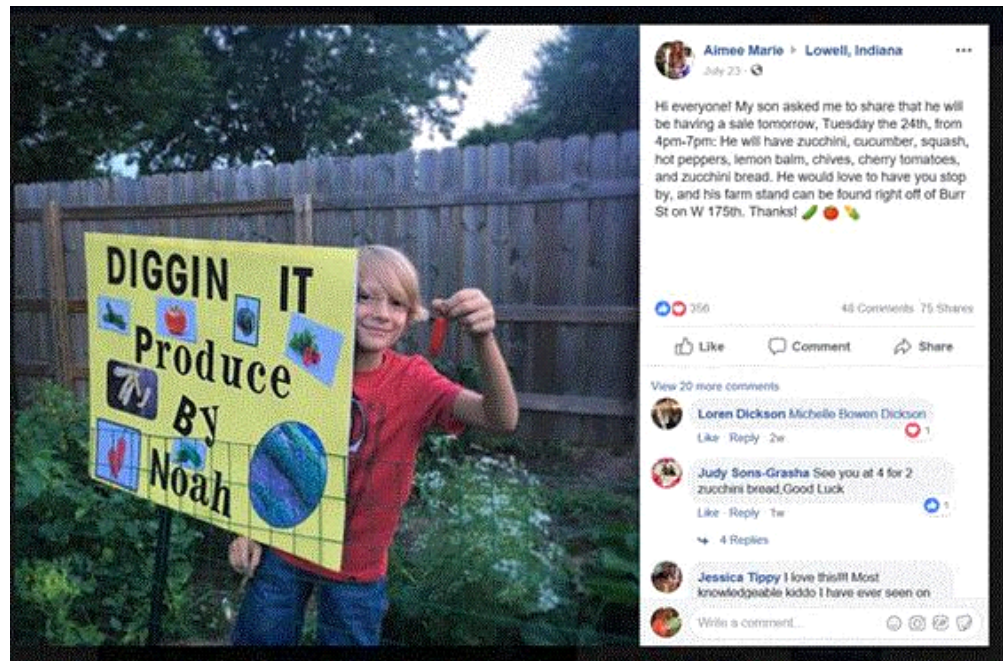 DIGGIN IT
Produce
By
Noah
Aimee Marie ▸ Lowell, Indiana
July 23
Hi everyone! My son asked me to share that he will
be having a sale tomorrow, Tuesday the 24th, from
4pm-7pm: He will have zucchini, cucumber, squash,
hot peppers, lemon balm, chives, cherry tomatoes,
and zucchini bread. He would love to have you stop
by, and his farm stand can be found right off of Burr
St on W 175th. Thanks!
356 48 Comments 75 Shares
Like Comment Share
View 20 more comments
Loren Dickson Michelle Bowen Dickson
1
Like · Reply · 2w
Judy Sons-Grasha See you at 4 for 2
zucchini bread,Good Luck
1
Like · Reply · 1w
4 Replies
Jessica Tippy I love this!!! Most
knowledgeable kiddo I have ever seen on
Write a comment...